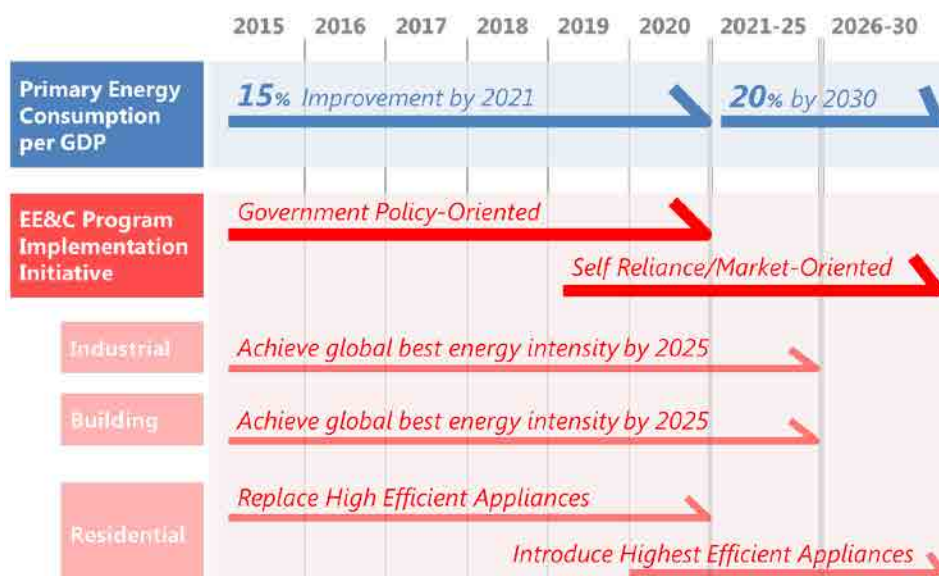 2015 2016 2017 2018 2019 2020 2021-25 2026-30
Primary Energy
Consumption
per GDP
15% Improvement by 2021
20% by 2030
EE&C Program
Implementation
Initiative
Government Policy-Oriented
Self Reliance/Market-Oriented
Industrial
Achieve global best energy intensity by 2025
Building
Achieve global best energy intensity by 2025
Residential
Replace High Efficient Appliances
Introduce Highest Efficient Appliances